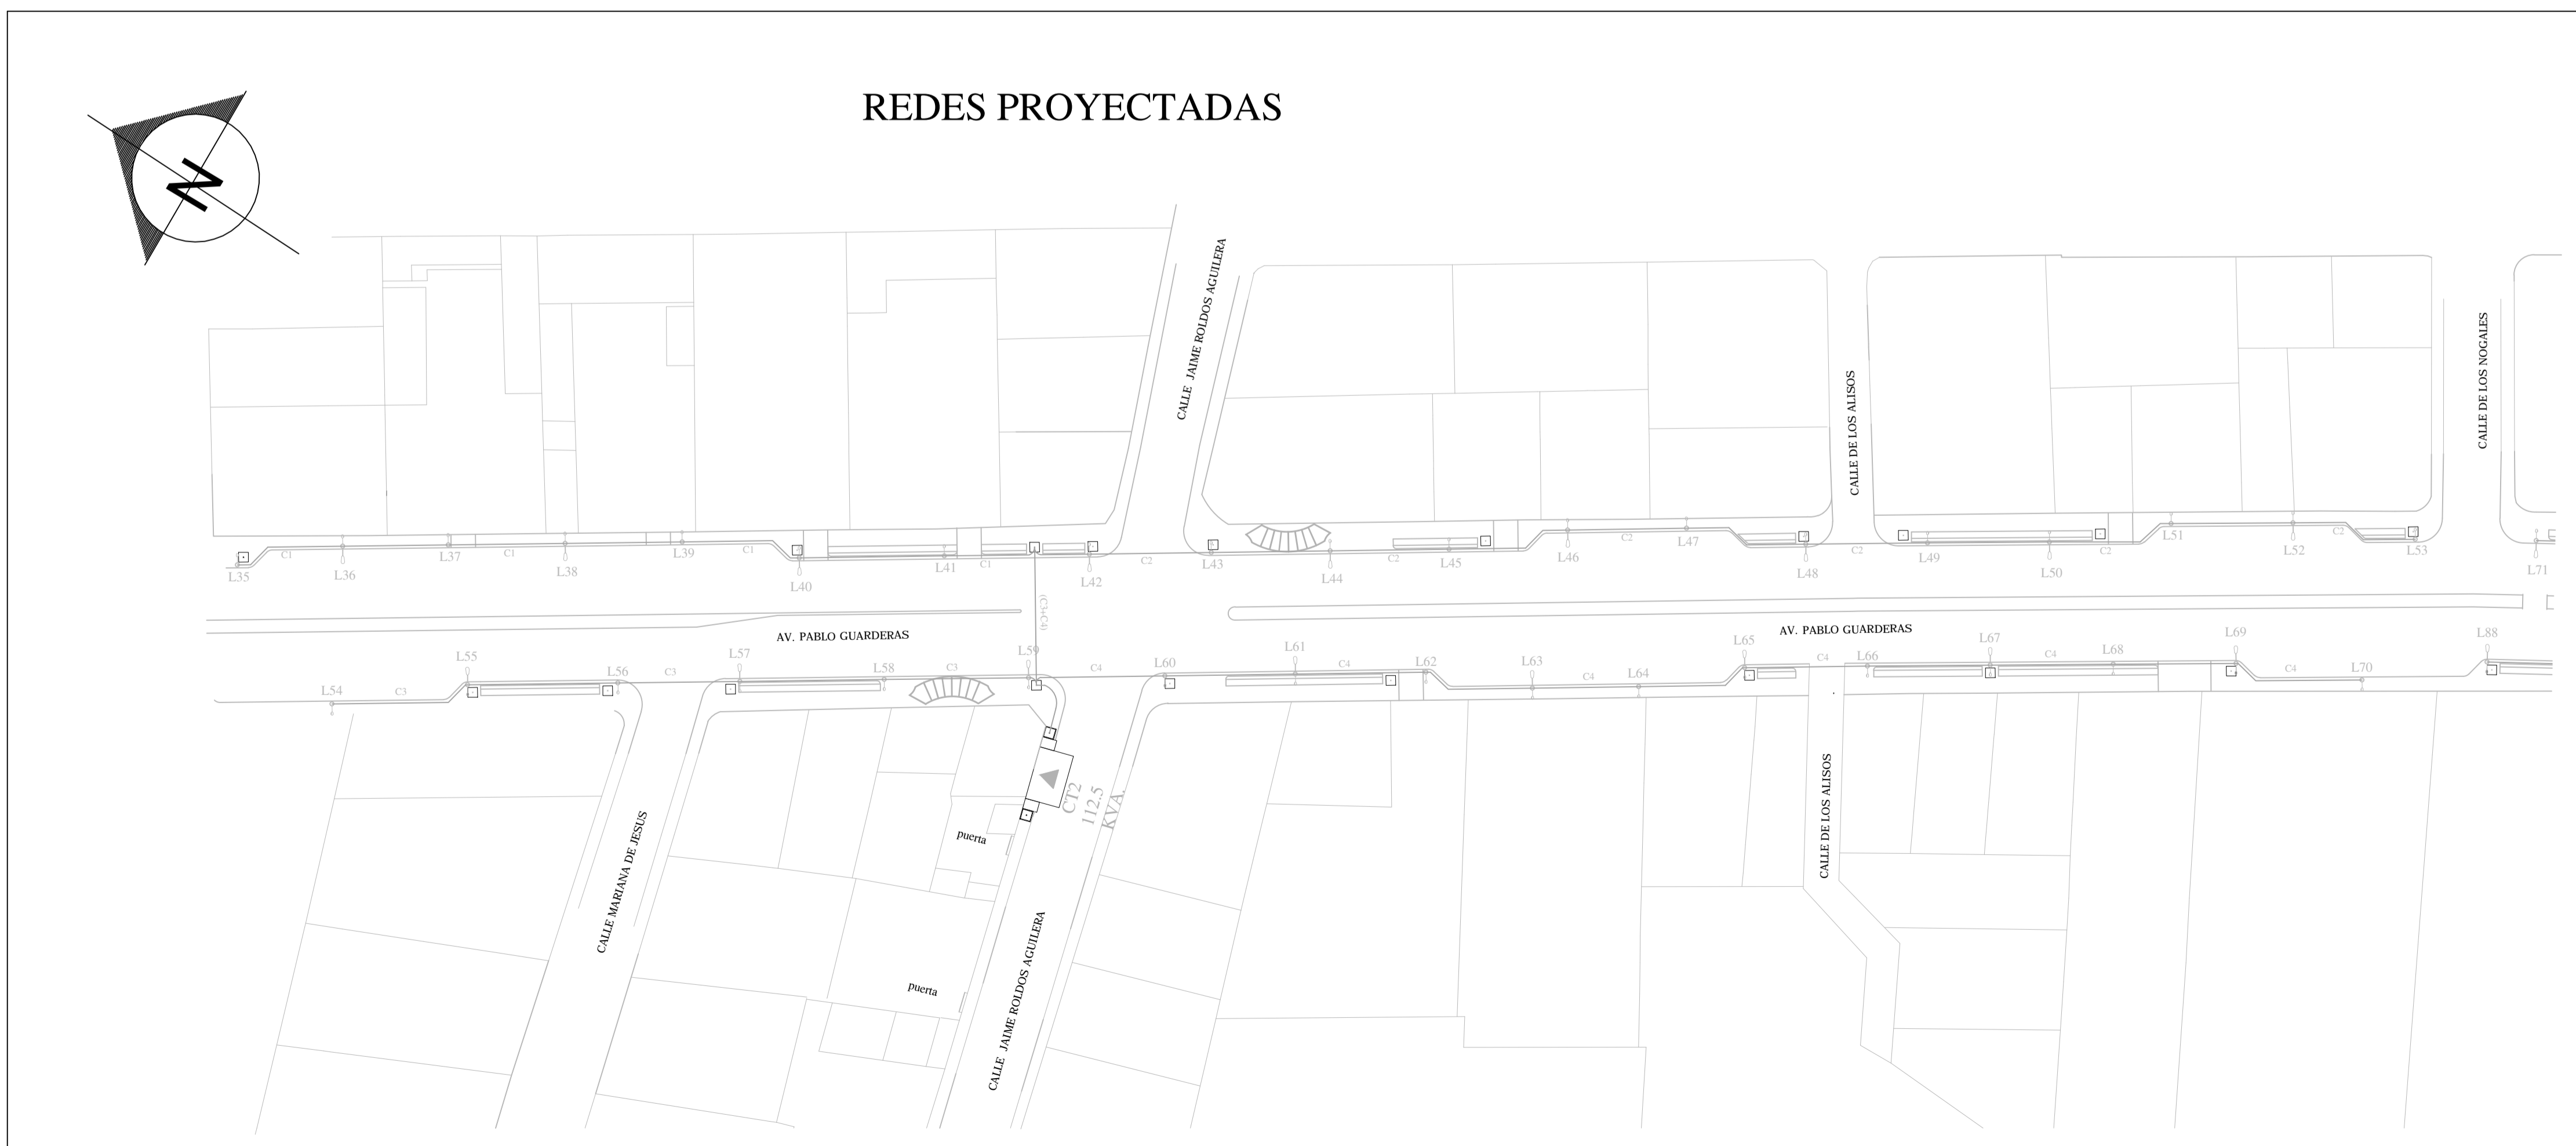 REDES PROYECTADAS
N
CALLE JAIME ROLDOS AGUILERA
CALLE DE LOS ALISOS
CALLE DE LOS NOGALES
C1
C1
C1
C1
C2
C2
C2
C2
C2
C2
L35
L36
L37
L38
L39
L40
L41
L42
L43
L44
L45
L46
L47
L48
L49
L50
L51
L52
L53
L71
(C3+C4)
AV. PABLO GUARDERAS
AV. PABLO GUARDERAS
L54
L55
L56
L57
L58
L59
L60
L61
L62
L63
L64
L65
L66
L67
L68
L69
L70
L88
C3
C3
C3
C4
C4
C4
C4
C4
C4
CT2
112.5
KVA.
puerta
puerta
CALLE MARIANA DE JESUS
CALLE JAIME ROLDOS AGUILERA
CALLE DE LOS ALISOS